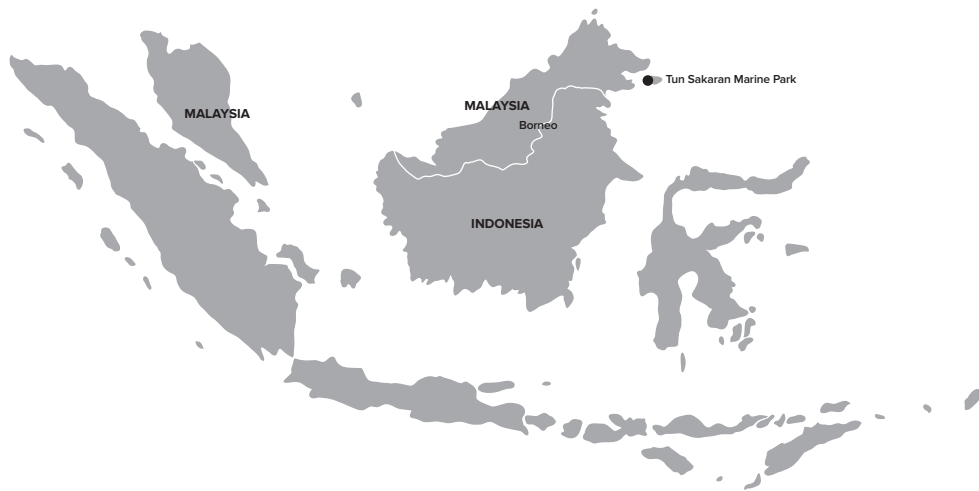 Tun Sakaran Marine Park
MALAYSIA
MALAYSIA
Borneo
INDONESIA